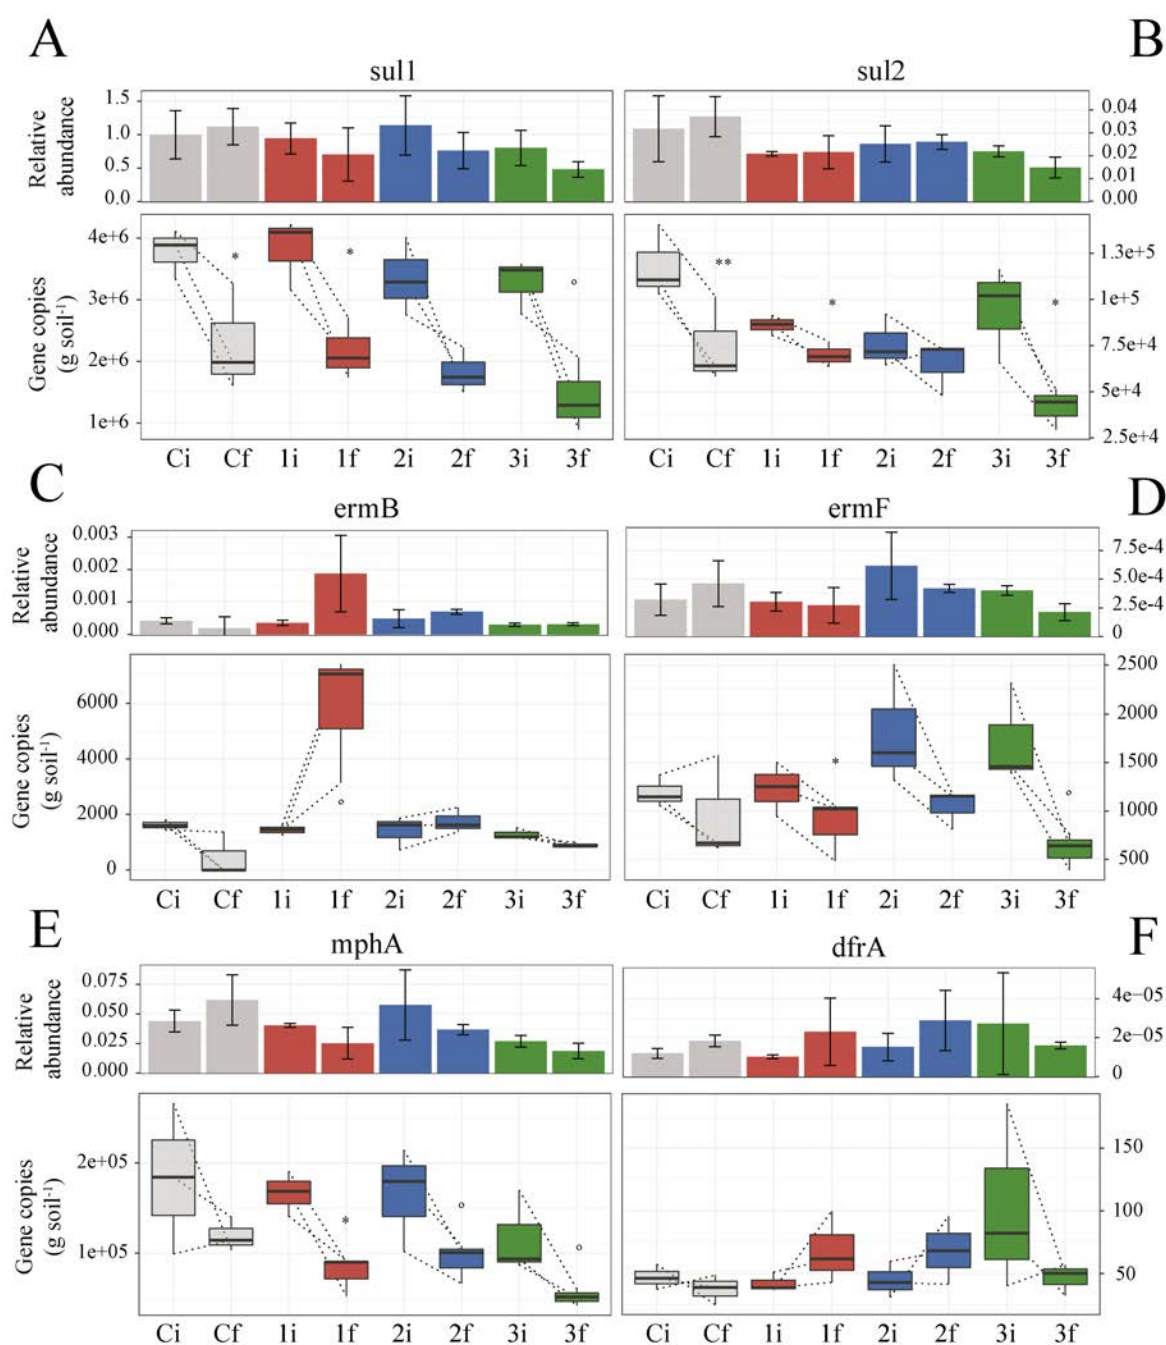 A
B
sul1
sul2
Relative
abundance
1.5
1.0
0.5
0.0
0.04
0.03
0.02
0.01
0.00
Gene copies
(g soil⁻¹)
4e+6
3e+6
2e+6
1e+6
*
*
°
**
*
*
1.3e+5
1e+5
7.5e+4
5e+4
2.5e+4
Ci Cf 1i 1f 2i 2f 3i 3f
Ci Cf 1i 1f 2i 2f 3i 3f
C
D
ermB
ermF
Relative
abundance
0.003
0.002
0.001
0.000
7.5e-4
5.0e-4
2.5e-4
0
Gene copies
(g soil⁻¹)
6000
4000
2000
0
°
*
°
2500
2000
1500
1000
500
Ci Cf 1i 1f 2i 2f 3i 3f
Ci Cf 1i 1f 2i 2f 3i 3f
E
F
mphA
dfrA
Relative
abundance
0.075
0.050
0.025
0.000
4e−05
2e−05
0
Gene copies
(g soil⁻¹)
2e+05
1e+05
*
°
°
150
100
50
Ci Cf 1i 1f 2i 2f 3i 3f
Ci Cf 1i 1f 2i 2f 3i 3f